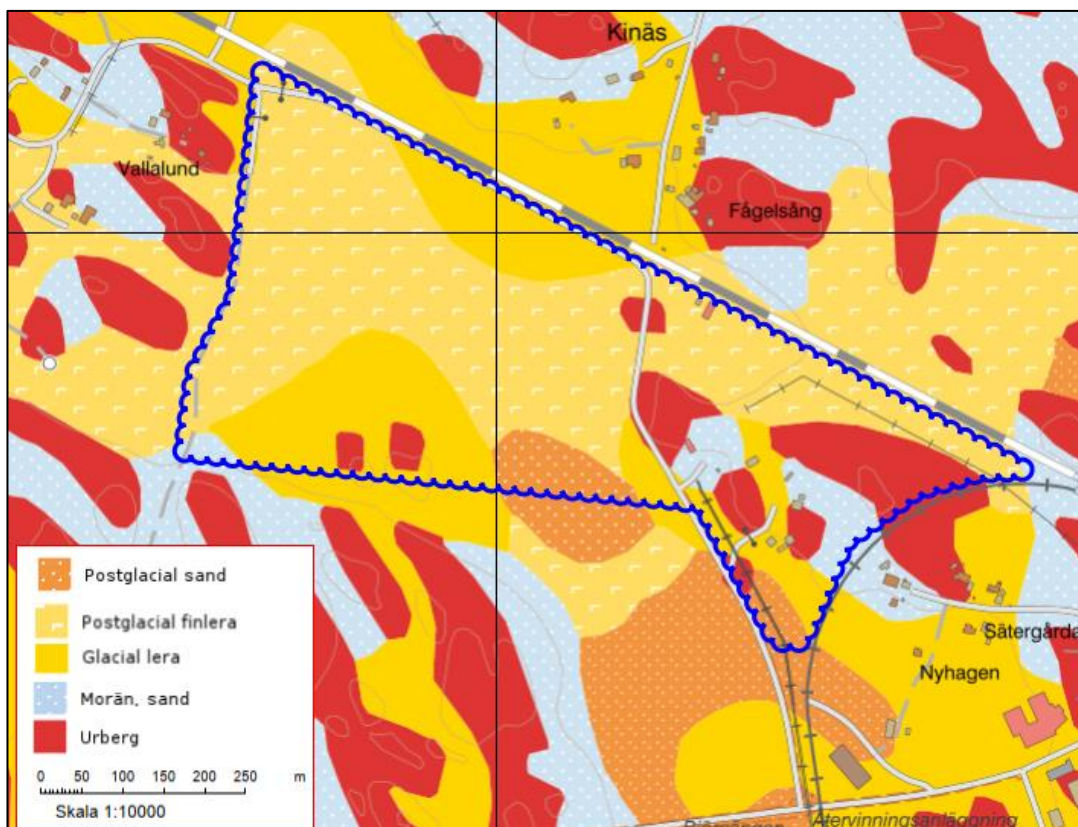 Kinäs
Vallalund
Fågelsång
Postglacial sand
Postglacial finlera
Glacial lera
Morän, sand
Urberg
0 50 100 150 200 250 m
Skala 1:10000
Sätergårda
Nyhagen
Återvinningsanläggning